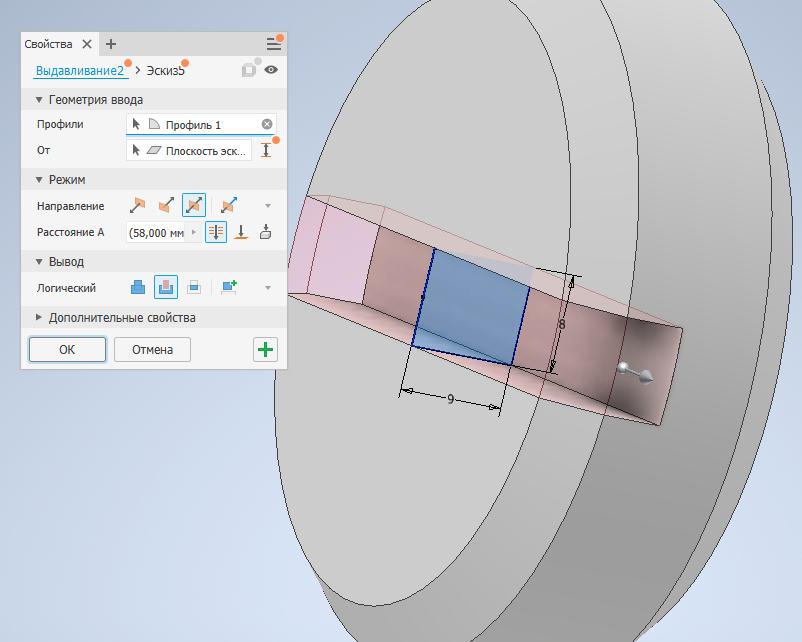 Свойства
Выдавливание2 > Эскиз5
Геометрия ввода
Профили
Профиль 1
От
Плоскость эск...
Режим
Направление
Расстояние A
(58,000 мм
Вывод
Логический
Дополнительные свойства
OK
Отмена
8
9